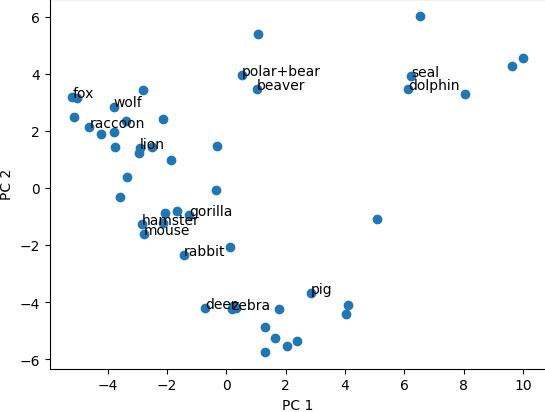 6
4
2
0
−2
−4
−6
PC 2
polar+bear
seal
beaver
dolphin
fox
wolf
raccoon
lion
gorilla
hamster
mouse
rabbit
deer
zebra
pig
−4
−2
0
2
4
6
8
10
PC 1